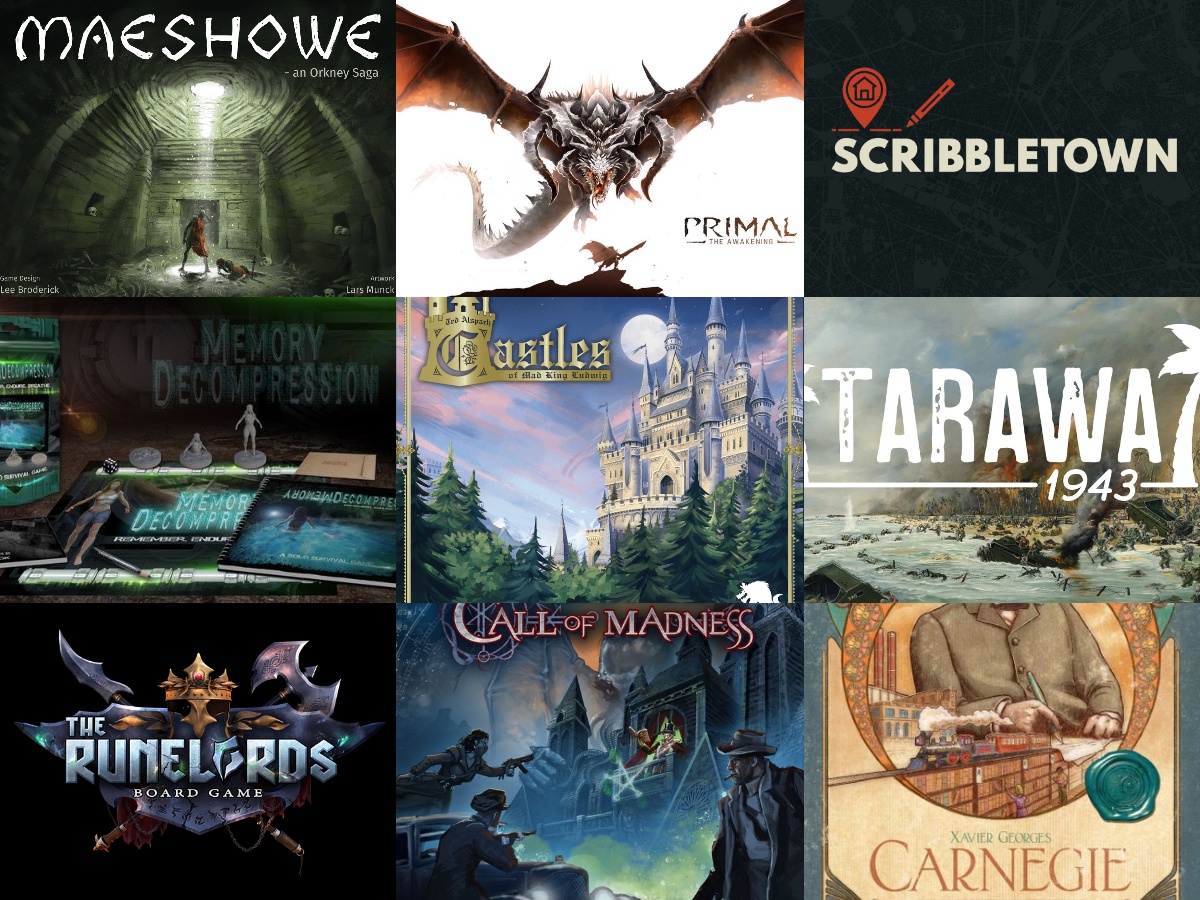 MAESHOWE
- an Orkney Saga
Game Design
Lee Broderick
Artwork
Lars Munck
PRIMAL
THE AWAKENING
SCRIBBLETOWN
MEMORY
DECOMPRESSION
REMEMBER, ENDUR
A SOLO SURVIVAL GAME
Ted Alspach
Castles
of Mad King Ludwig
TARAWA
1943
THE
RUNELORDS
BOARD GAME
CALL OF MADNESS
XAVIER GEORGES
CARNEGIE